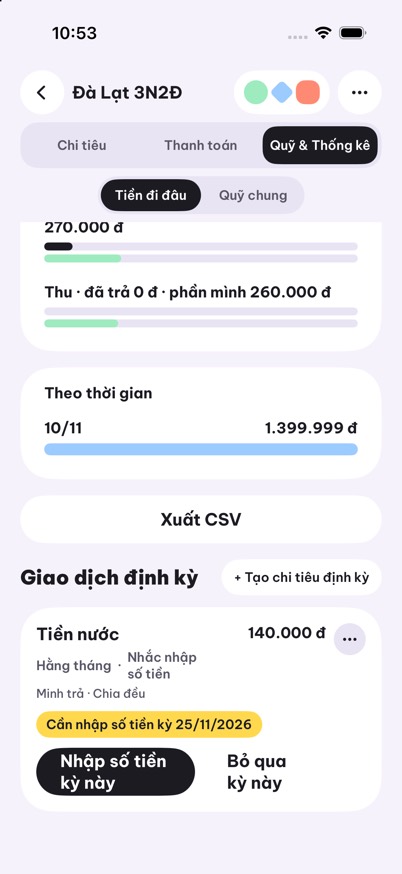 10:53
Đà Lạt 3N2Đ
Chi tiêu
Thanh toán
Quỹ & Thống kê
Tiền đi đâu
Quỹ chung
270.000 đ
Thu · đã trả 0 đ · phần mình 260.000 đ
Theo thời gian
10/11
1.399.999 đ
Xuất CSV
Giao dịch định kỳ
+ Tạo chi tiêu định kỳ
Tiền nước
140.000 đ
Hằng tháng · Nhắc nhập
số tiền
Minh trả · Chia đều
Cần nhập số tiền kỳ 25/11/2026
Nhập số tiền
kỳ này
Bỏ qua
kỳ này